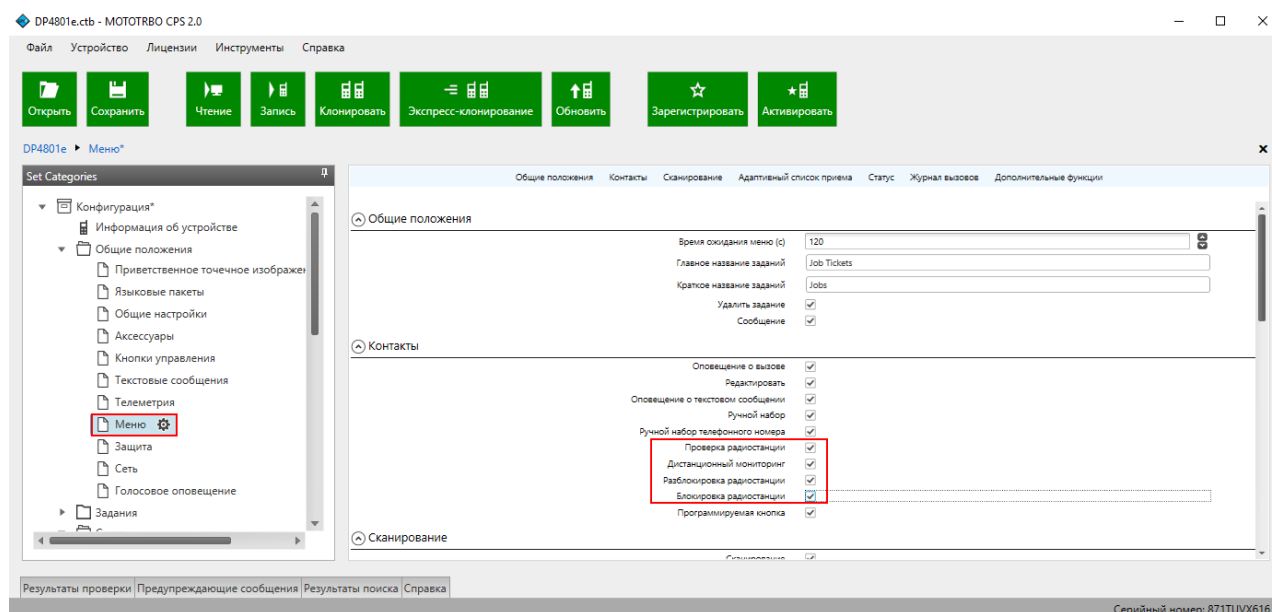 DP4801e.ctb - MOTOTRBO CPS 2.0
Файл Устройство Лицензии Инструменты Справка
Открыть Сохранить Чтение Запись Клонировать Экспресс-клонирование Обновить Зарегистрировать Активировать
DP4801e Меню*
Set Categories
Общие положения Контакты Сканирование Адаптивный список приема Статус Журнал вызовов Дополнительные функции
Конфигурация*
Информация об устройстве
Общие положения
Приветственное точечное изображен
Языковые пакеты
Общие настройки
Аксессуары
Кнопки управления
Текстовые сообщения
Телеметрия
Меню
Защита
Сеть
Голосовое оповещение
Задания
Общие положения
Время ожидания меню (с) 120
Главное название заданий Job Tickets
Краткое название заданий Jobs
Удалить задание
Сообщение
Контакты
Оповещение о вызове
Редактировать
Оповещение о текстовом сообщении
Ручной набор
Ручной набор телефонного номера
Проверка радиостанции
Дистанционный мониторинг
Разблокировка радиостанции
Блокировка радиостанции
Программируемая кнопка
Сканирование
Сканирование
Результаты проверки Предупреждающие сообщения Результаты поиска Справка
Серийный номер: 871TUVX616